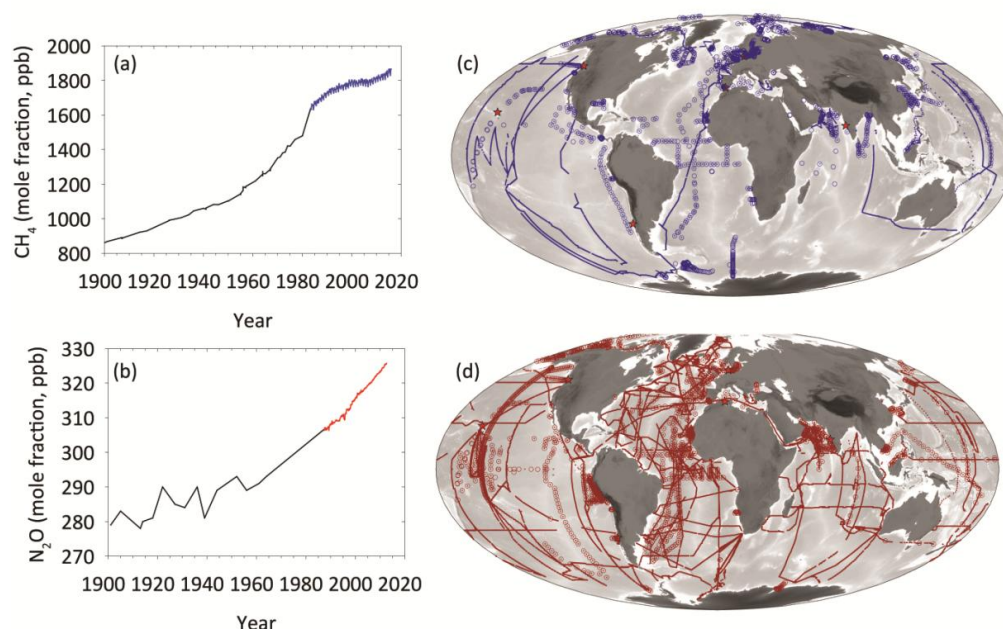 (a)
CH4 (mole fraction, ppb)
2000
1800
1600
1400
1200
1000
800
1900 1920 1940 1960 1980 2000 2020
Year
(c)
(b)
N2O (mole fraction, ppb)
330
320
310
300
290
280
270
1900 1920 1940 1960 1980 2000 2020
Year
(d)